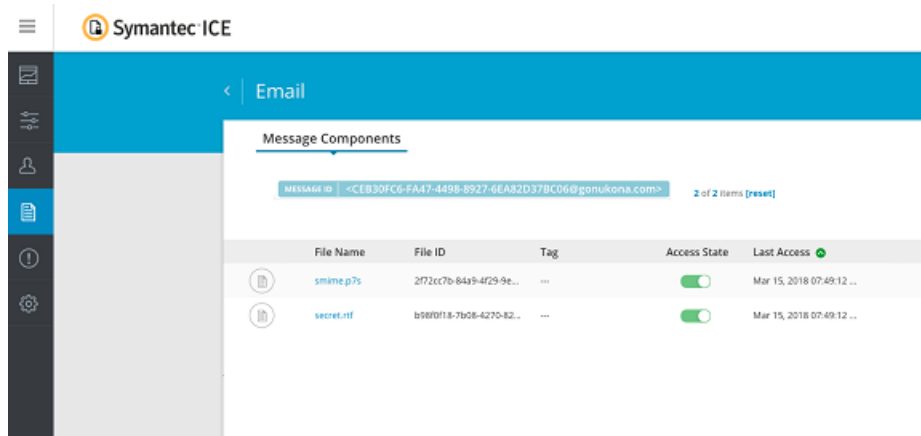 Symantec ICE
Email
Message Components
MESSAGE ID <CEB30FC6-FA47-4498-8927-6EA82D37BC06@gonukona.com> 2 of 2 items [reset]
File Name File ID Tag Access State Last Access
smime.p7s 2f72cc7b-84a9-4f29-9e... --- Mar 15, 2018 07:49:12 ...
secret.rtf b98f0f18-7b08-4270-82... --- Mar 15, 2018 07:49:12 ...